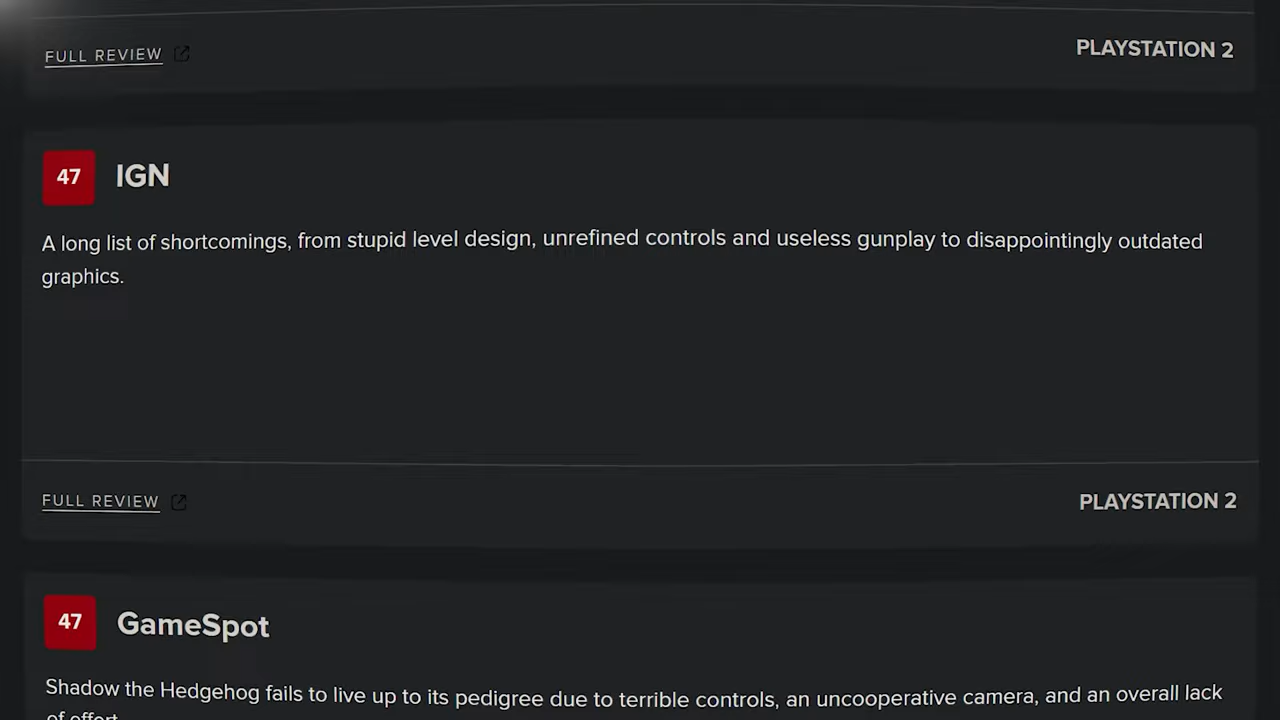 FULL REVIEW
PLAYSTATION 2
47 IGN
A long list of shortcomings, from stupid level design, unrefined controls and useless gunplay to disappointingly outdated
graphics.
FULL REVIEW
PLAYSTATION 2
47 GameSpot
Shadow the Hedgehog fails to live up to its pedigree due to terrible controls, an uncooperative camera, and an overall lack
of effort.